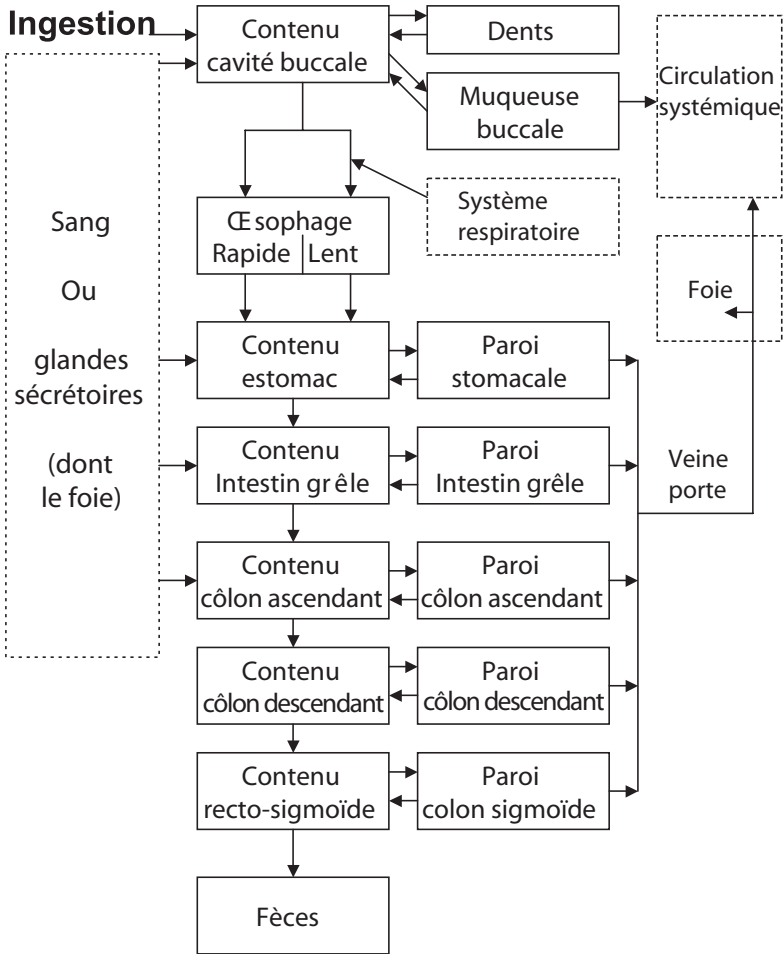 Ingestion
Contenu
cavité buccale
Dents
Muqueuse
buccale
Circulation
systémique
Sang
Ou
glandes
sécrétoires
(dont
le foie)
Œsophage
Rapide Lent
Système
respiratoire
Foie
Contenu
estomac
Paroi
stomacale
Contenu
Intestin grêle
Paroi
Intestin grêle
Veine
porte
Contenu
côlon ascendant
Paroi
côlon ascendant
Contenu
côlon descendant
Paroi
côlon descendant
Contenu
recto-sigmoïde
Paroi
colon sigmoïde
Fèces